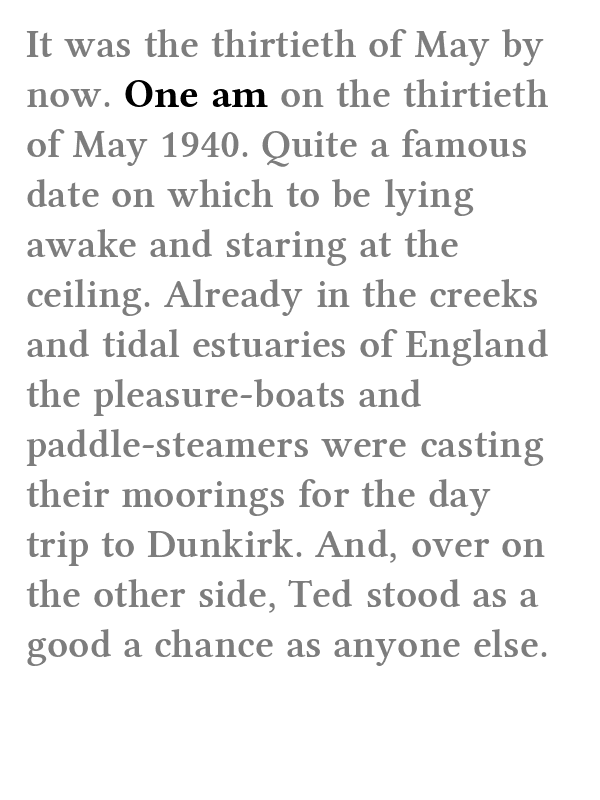 It was the thirtieth of May by
now. One am on the thirtieth
of May 1940. Quite a famous
date on which to be lying
awake and staring at the
ceiling. Already in the creeks
and tidal estuaries of England
the pleasure-boats and
paddle-steamers were casting
their moorings for the day
trip to Dunkirk. And, over on
the other side, Ted stood as a
good a chance as anyone else.